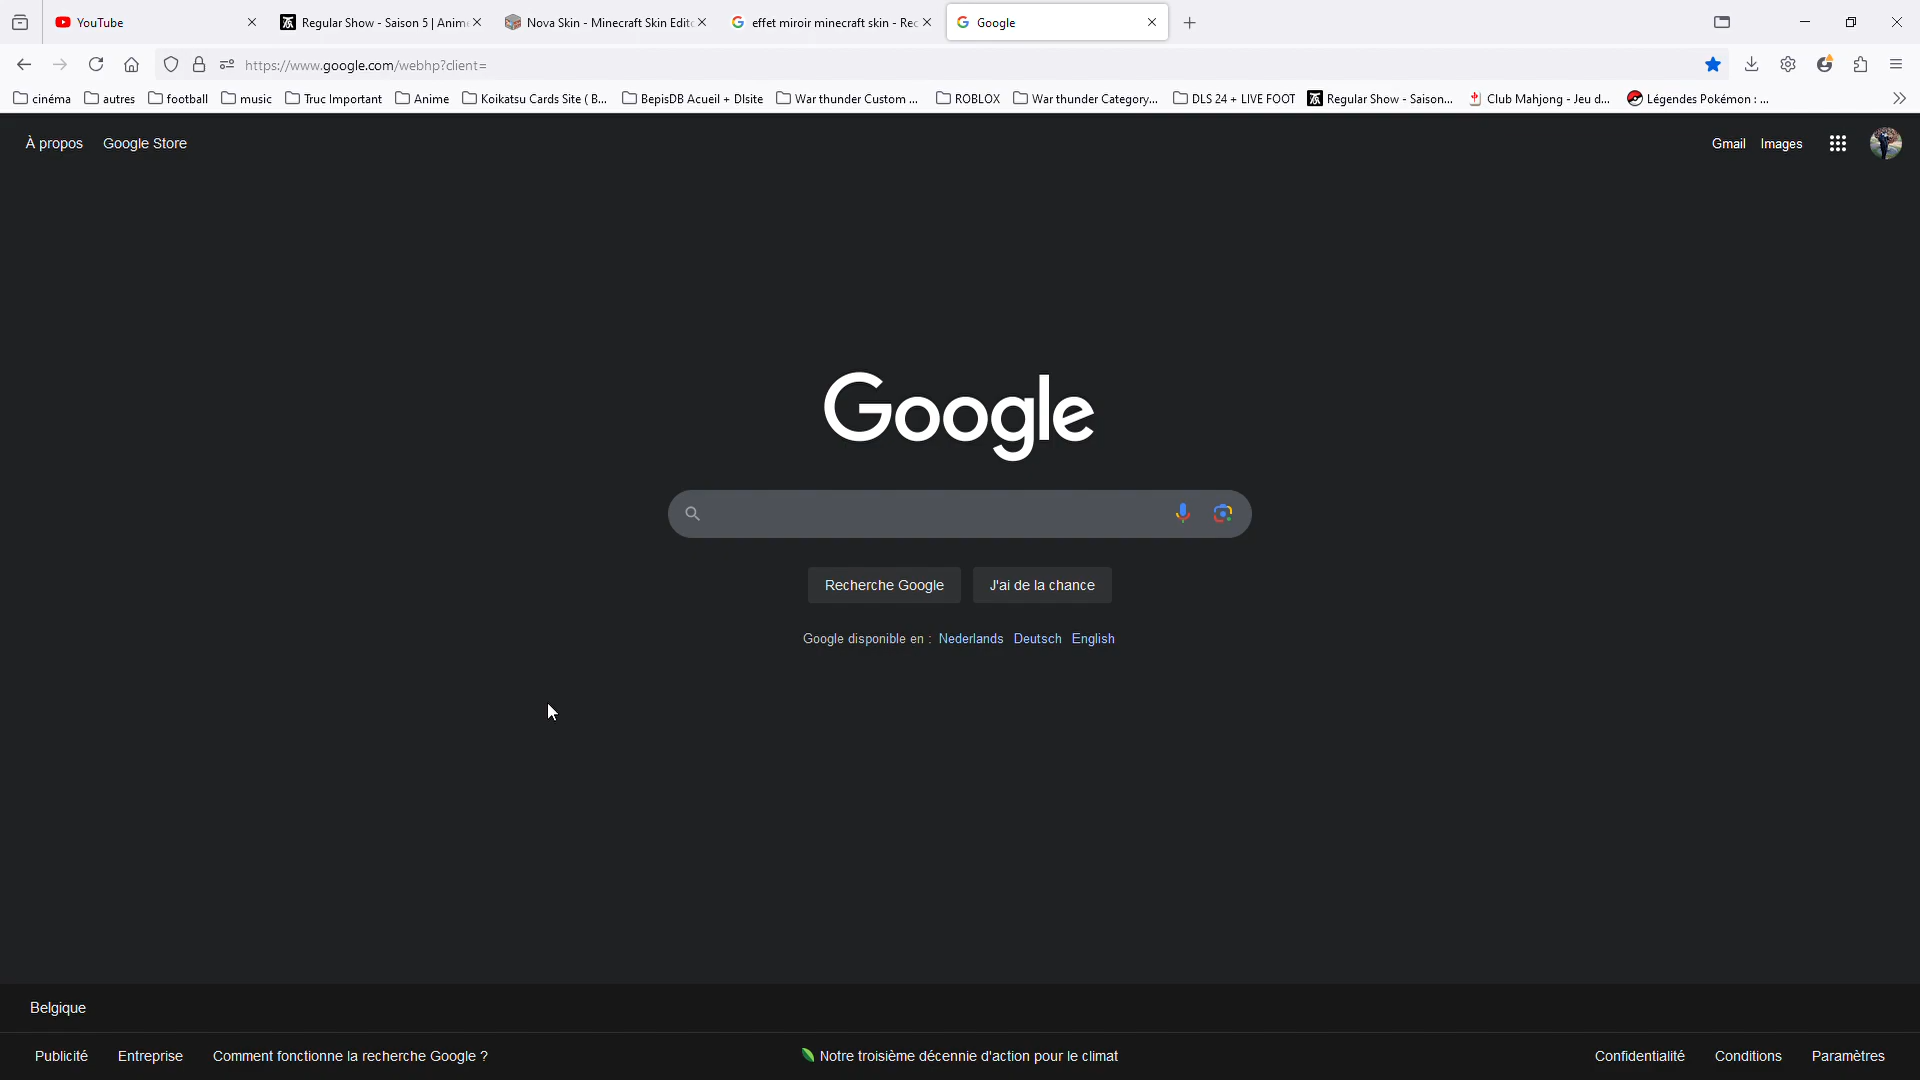 YouTube
Regular Show - Saison 5 | Anim
Nova Skin - Minecraft Skin Edit
effet miroir minecraft skin - Rec
Google
https://www.google.com/webhp?client=
cinéma
autres
football
music
Truc Important
Anime
Koikatsu Cards Site ( B...
BepisDB Acueil + Dlsite
War thunder Custom ...
ROBLOX
War thunder Category...
DLS 24 + LIVE FOOT
Regular Show - Saison...
Club Mahjong - Jeu d...
Légendes Pokémon : ...
À propos
Google Store
Gmail
Images
Google
Recherche Google
J'ai de la chance
Google disponible en : Nederlands Deutsch English
Belgique
Publicité
Entreprise
Comment fonctionne la recherche Google ?
Notre troisième décennie d'action pour le climat
Confidentialité
Conditions
Paramètres